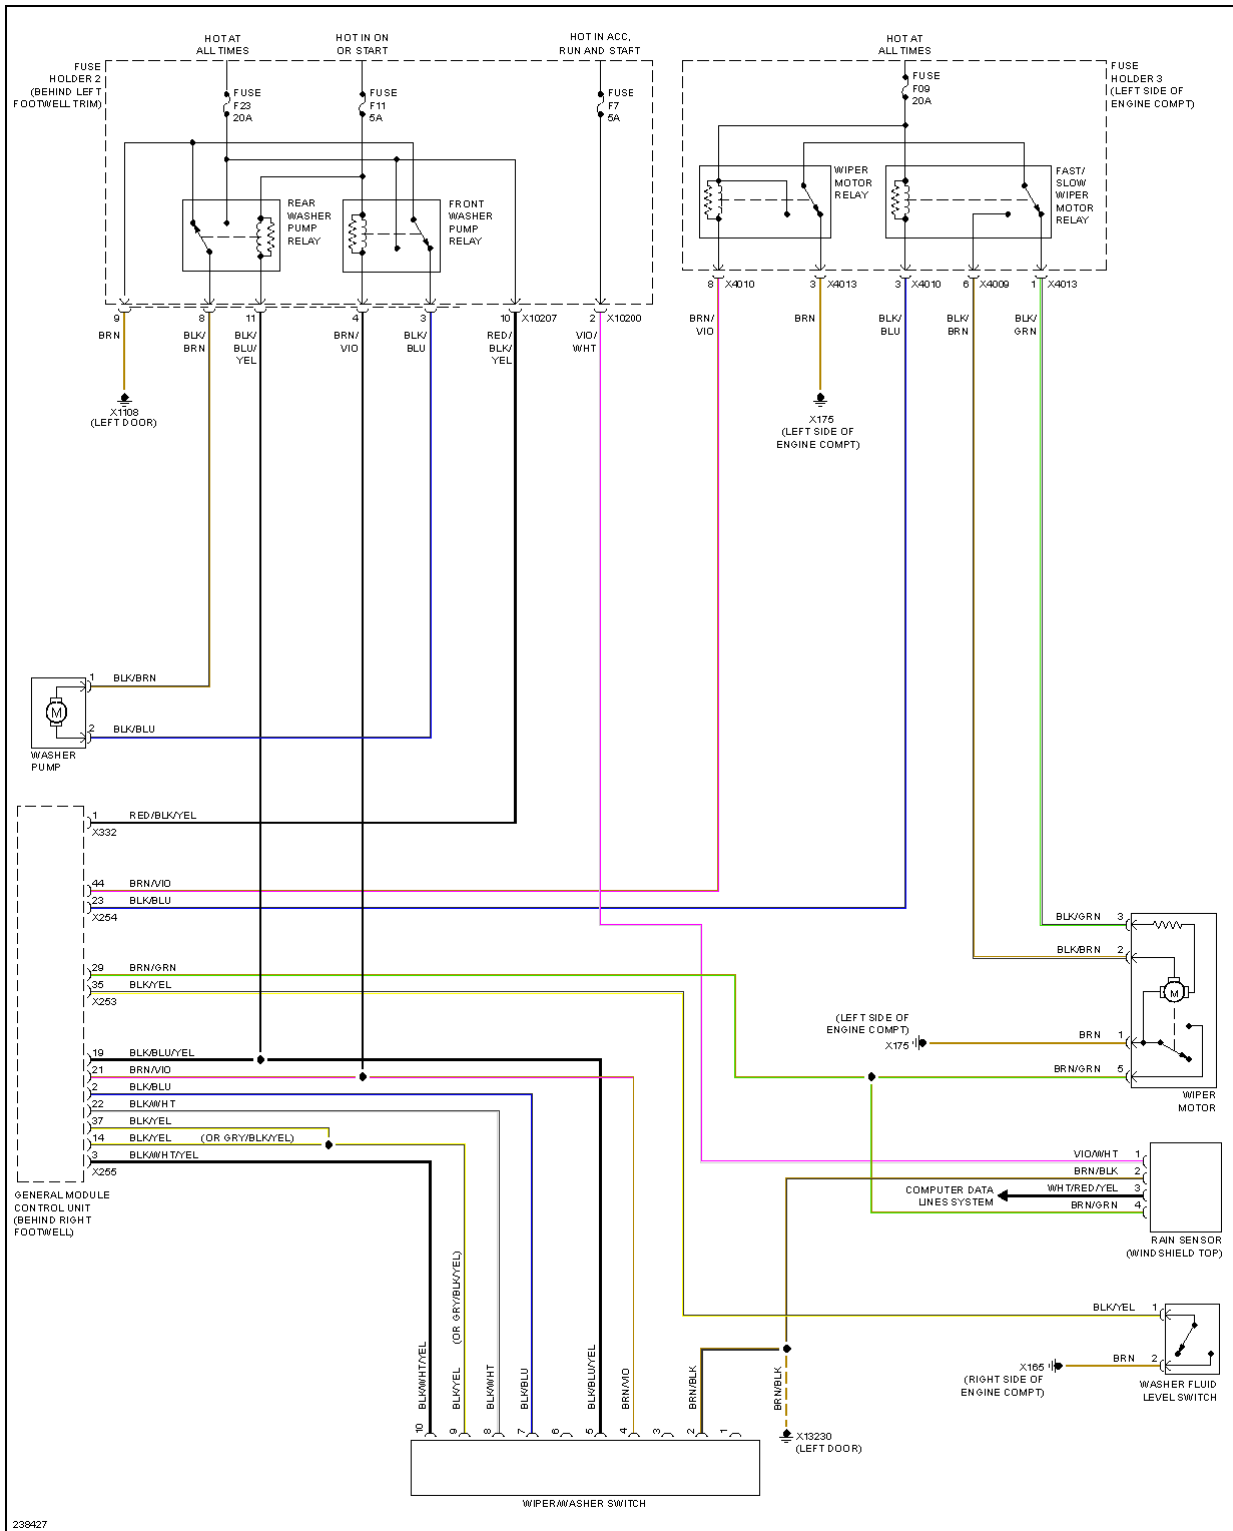 HOT AT
ALL TIMES
HOT IN ON
OR START
HOT IN ACC,
RUN AND STAFT
HOT AT
ALL TIMES
FUSE
HOLDER 2
(BEHIND LEFT
FOOTWELL TRIM)
FUSE
F23
20A
FUSE
F11
5A
FUSE
F7
5A
FUSE
F09
20A
FUSE
HOLDER 3
(LEFT SIDE OF
ENGINE COMPT)
REAR
WASHER
PUMP
RELAY
FRONT
WASHER
PUMP
RELAY
WIPER
MOTOR
RELAY
FAST/
SLOW
WIPER
MOTOR
RELAY
8 X4010
3 X4013
3 X4010
6 X4009
1 X4013
9
8
11
4
3
10 X10207
2 X10200
BRN
BLK/
BRN
BLK/
BLU/
YEL
BRN/
VIO
BLK/
BLU
RED/
BLK/
YEL
VIO/
WHT
BRN/
VIO
BRN
BLK/
BLU
BLK/
BRN
BLK/
GRN
X1108
(LEFT DOOR)
X175
(LEFT SIDE OF
ENGINE COMPT)
1 BLK/BRN
M
2 BLK/BLU
WASHER
PUMP
1 RED/BLK/YEL
X332
44 BRN/VIO
23 BLK/BLU
X254
29 BRN/GRN
35 BLK/YEL
X253
19 BLK/BLU/YEL
21 BRN/VIO
2 BLK/BLU
22 BLK/WHT
37 BLK/YEL
14 BLK/YEL (OR GRY/BLK/YEL)
3 BLK/WHT/YEL
X255
GENERAL MODULE
CONTROL UNIT
(BEHIND RIGHT
FOOTWELL)
BLK/GRN 3
BLK/BRN 2
M
(LEFT SIDE OF
ENGINE COMPT)
X175
BRN 1
BRN/GRN 5
WIPER
MOTOR
VIO/WHT 1
BRN/BLK 2
WHT/RED/YEL 3
BRN/GRN 4
COMPUTER DATA
LINES SYSTEM
RAIN SENSOR
(WINDSHIELD TOP)
BLK/YEL 1
BRN 2
X165
(RIGHT SIDE OF
ENGINE COMPT)
WASHER FLUID
LEVEL SWITCH
BLK/WHT/YEL
BLK/YEL (OR GRY/BLK/YEL)
BLK/WHT
BLK/BLU
BLK/BLU/YEL
BRN/VIO
BRN/BLK
BRN/BLK
10
9
8
7
6
5
4
3
2
1
X13230
(LEFT DOOR)
WIPER/WASHER SWITCH
238427